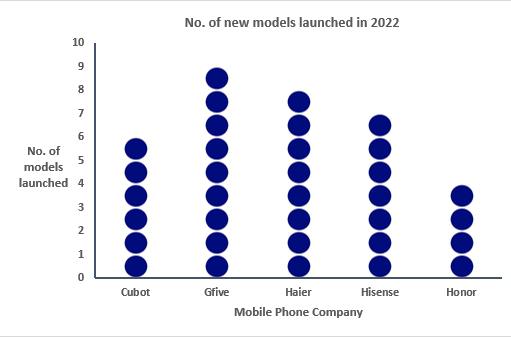 No. of new models launched in 2022
10
9
8
7
6
5
4
3
2
1
0
No. of
models
launched
Cubot Gfive Haier Hisense Honor
Mobile Phone Company